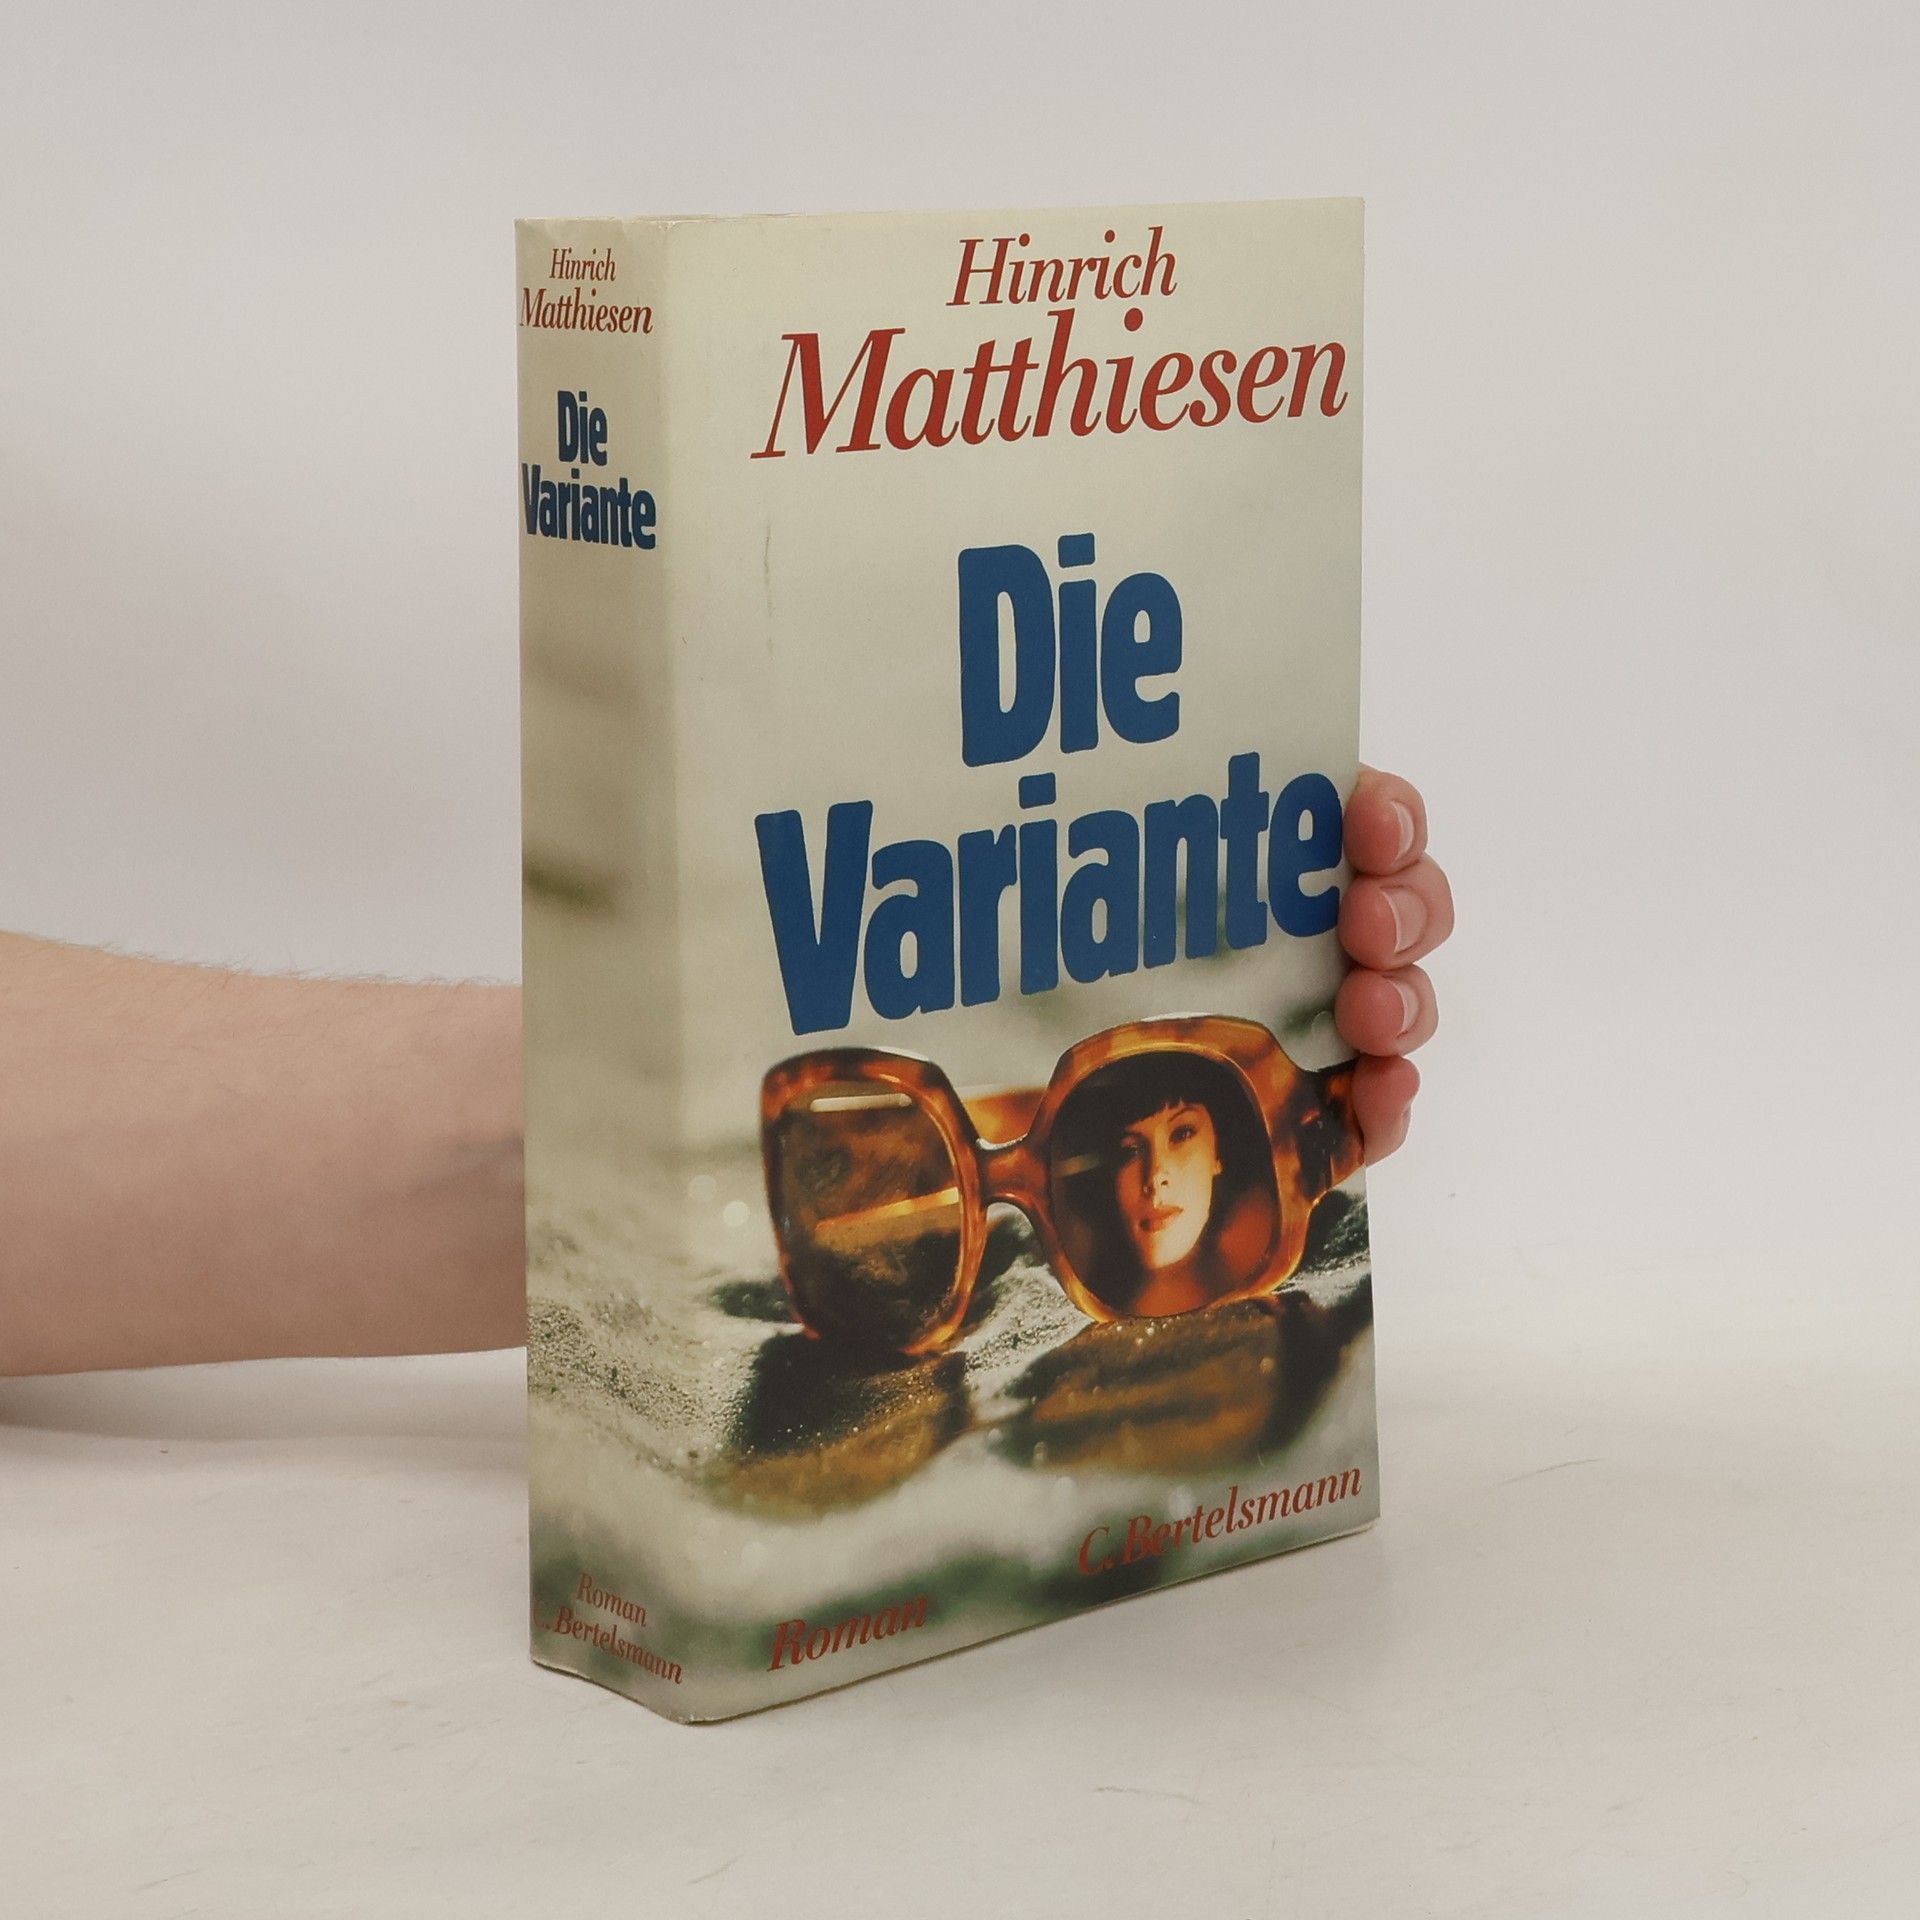 Hinrich
Matthiesen
Die
Variante
Roman
C. Bertelsmann
Hinrich
Matthiesen
Die
Variante
C. Bertelsmann
Roman